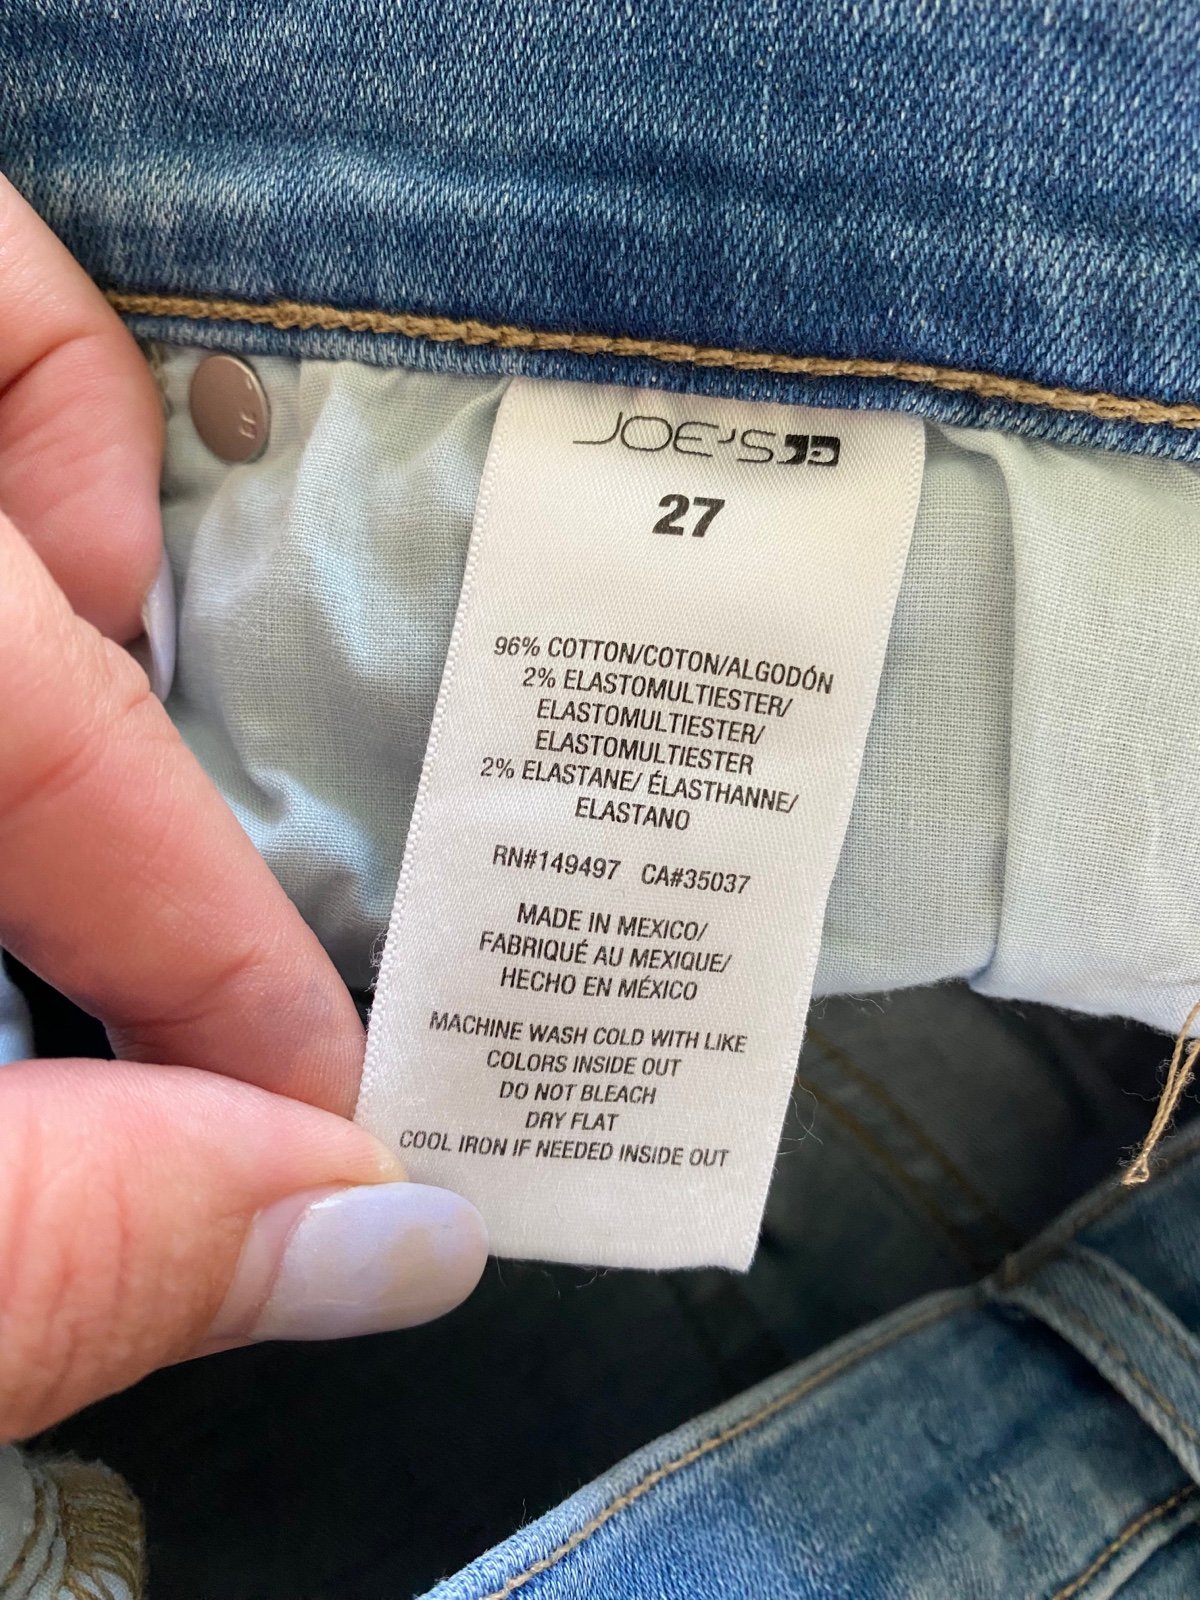 JOE'S
27
96% COTTON/COTON/ALGODÓN
2% ELASTOMULTIESTER/
ELASTOMULTIESTER/
ELASTOMULTIESTER
2% ELASTANE/ ÉLASTHANNE/
ELASTANO
RN#149497 CA#35037
MADE IN MEXICO/
FABRIQUÉ AU MEXIQUE/
HECHO EN MÉXICO
MACHINE WASH COLD WITH LIKE
COLORS INSIDE OUT
DO NOT BLEACH
DRY FLAT
COOL IRON IF NEEDED INSIDE OUT